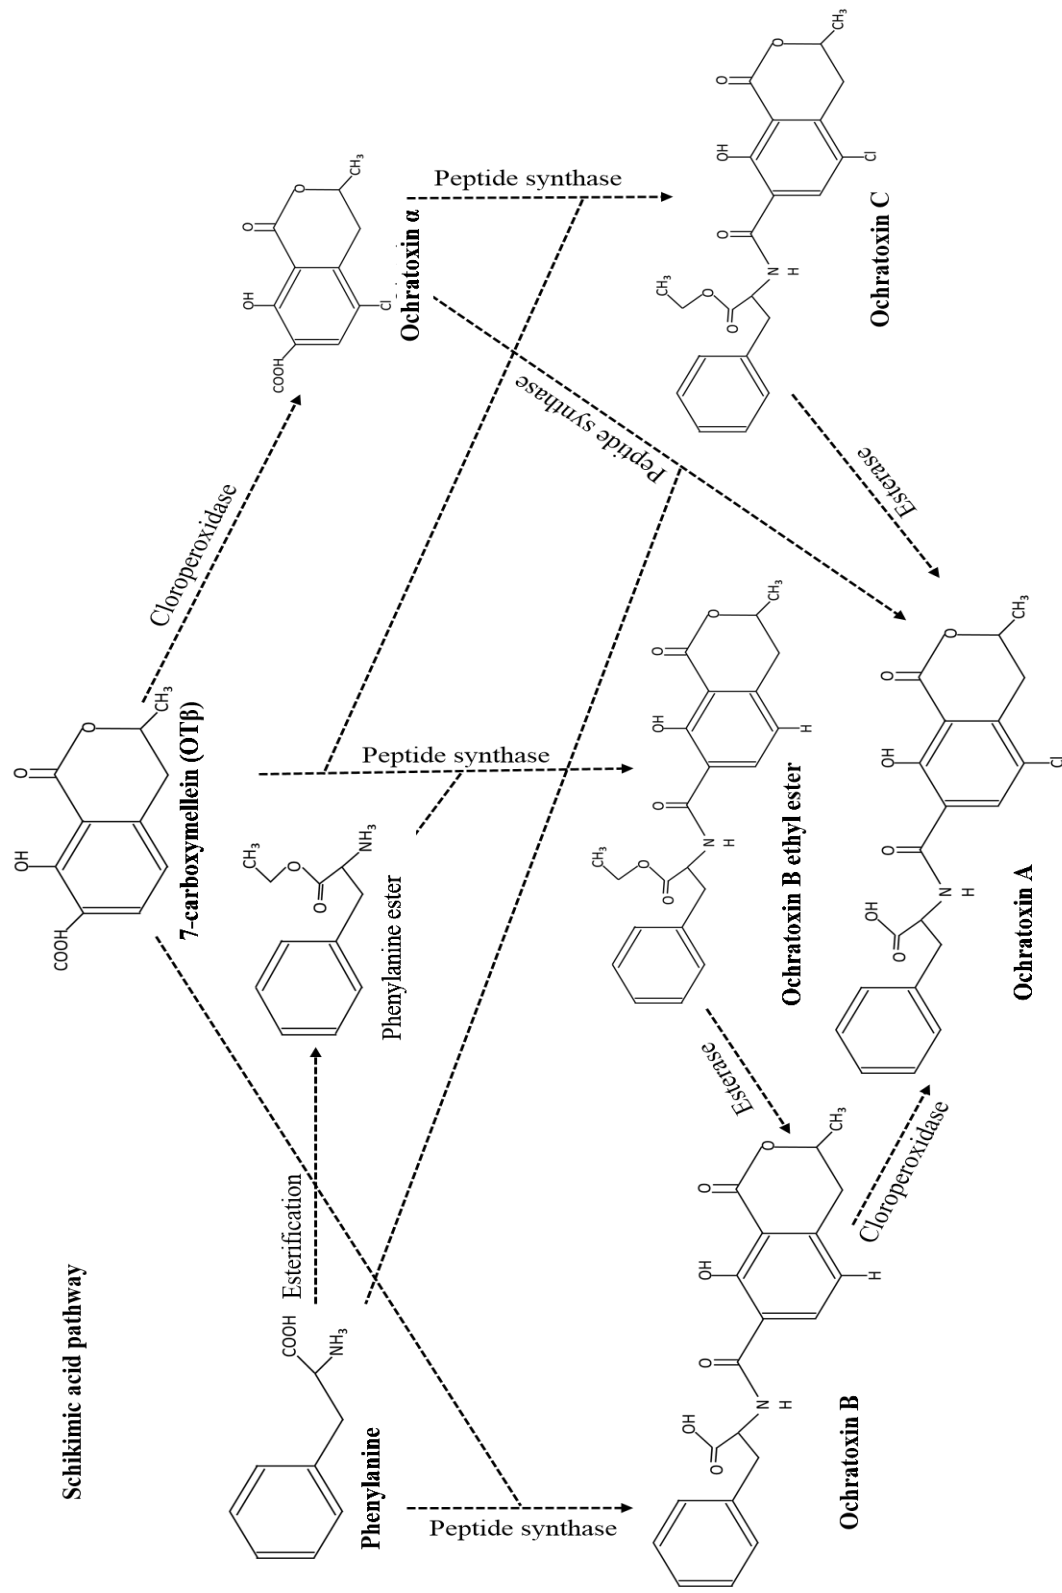 Schikimic acid pathway
COOH
OH
O
O
CH₃
7-carboxymellein (OTβ)
Cloroperoxidase
COOH
OH
O
O
CH₃
Cl
Ochratoxin α
COOH
NH₃
Phenylanine
Esterification
CH₃
O
O
NH₃
Phenylanine ester
Peptide synthase
Peptide synthase
Peptide synthase
Peptide synthase
CH₃
O
O
N
H
O
OH
O
O
CH₃
Cl
Ochratoxin C
CH₃
O
O
N
H
O
OH
O
O
CH₃
H
Ochratoxin B ethyl ester
Esterase
Esterase
OH
O
N
H
O
OH
O
O
CH₃
H
Ochratoxin B
Cloroperoxidase
OH
O
N
H
O
OH
O
O
CH₃
Cl
Ochratoxin A